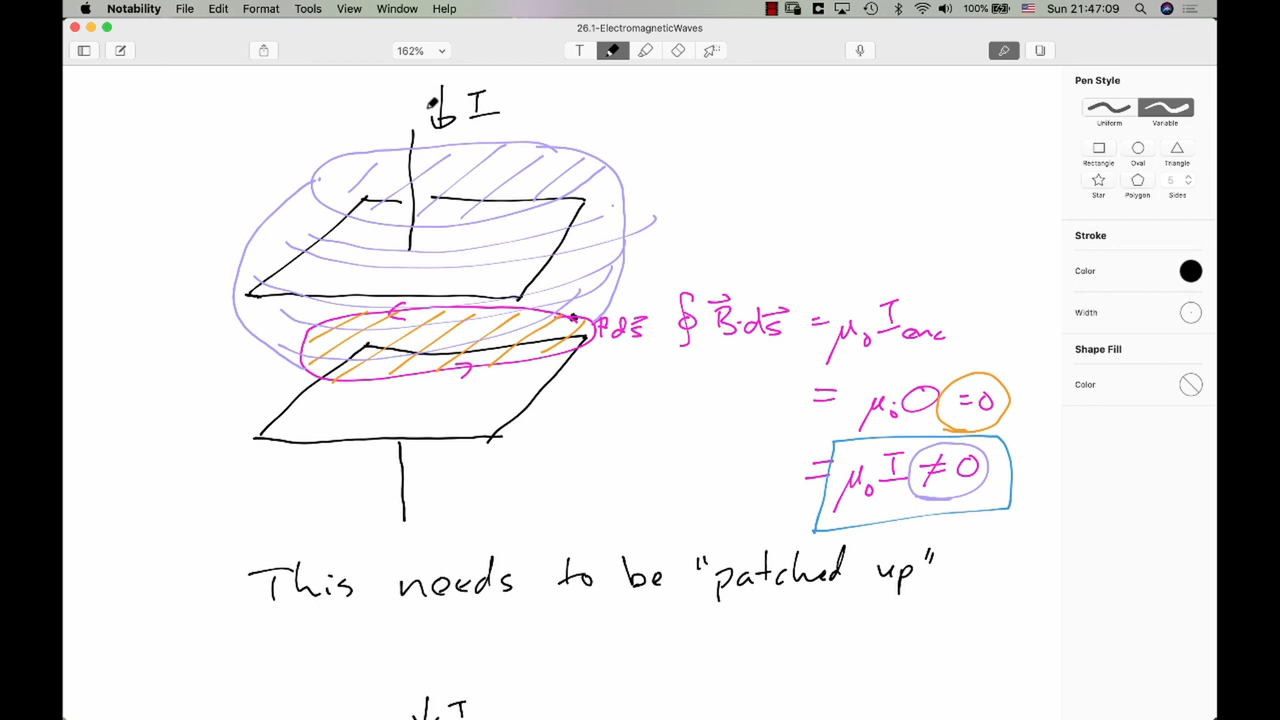 Notability File Edit Format Tools View Window Help 100% Sun 21:47:09
26.1-ElectromagneticWaves
162% T
Pen Style
Uniform Variable
Rectangle Oval Triangle
Star Polygon 5 Sides
Stroke
Color
Width
Shape Fill
Color
I
ds⃗ ∮ B⃗·ds⃗ = μ₀ I enc
= μ₀ 0 = 0
= μ₀ I ≠ 0
This needs to be "patched up"
I